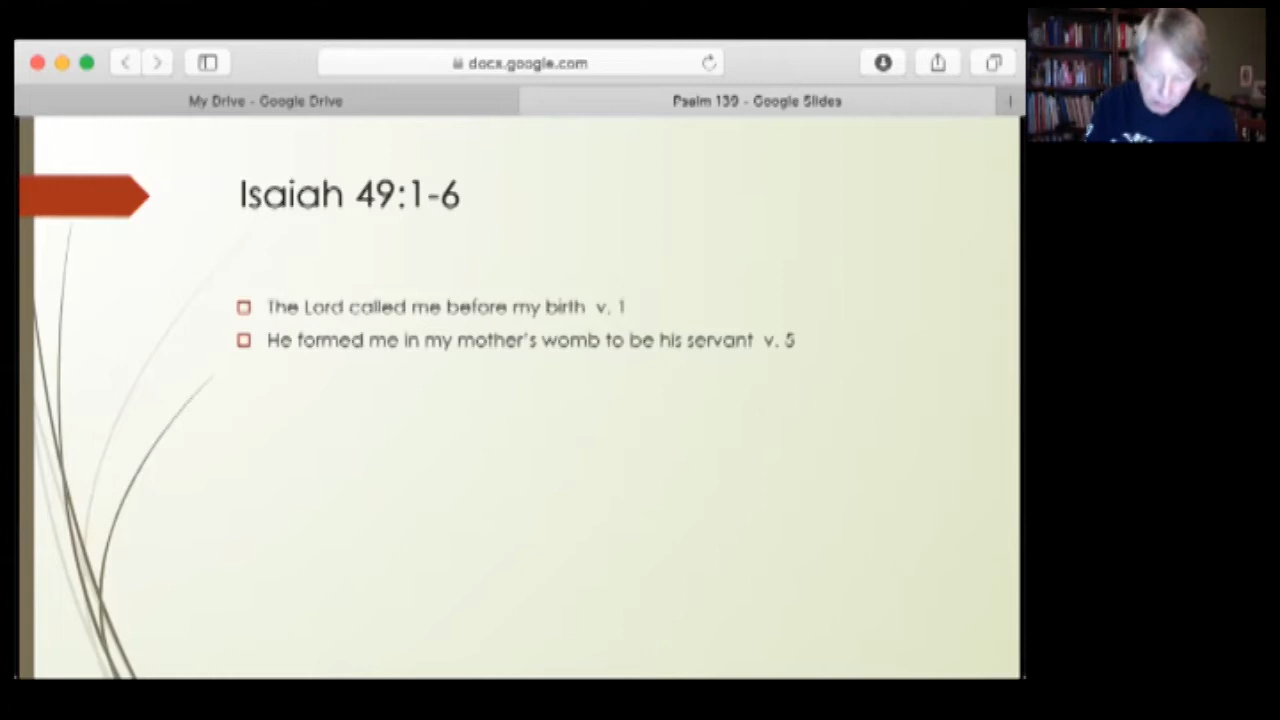 docs.google.com
My Drive - Google Drive
Psalm 139 - Google Slides
Isaiah 49:1-6
The Lord called me before my birth v. 1
He formed me in my mother's womb to be his servant v. 5